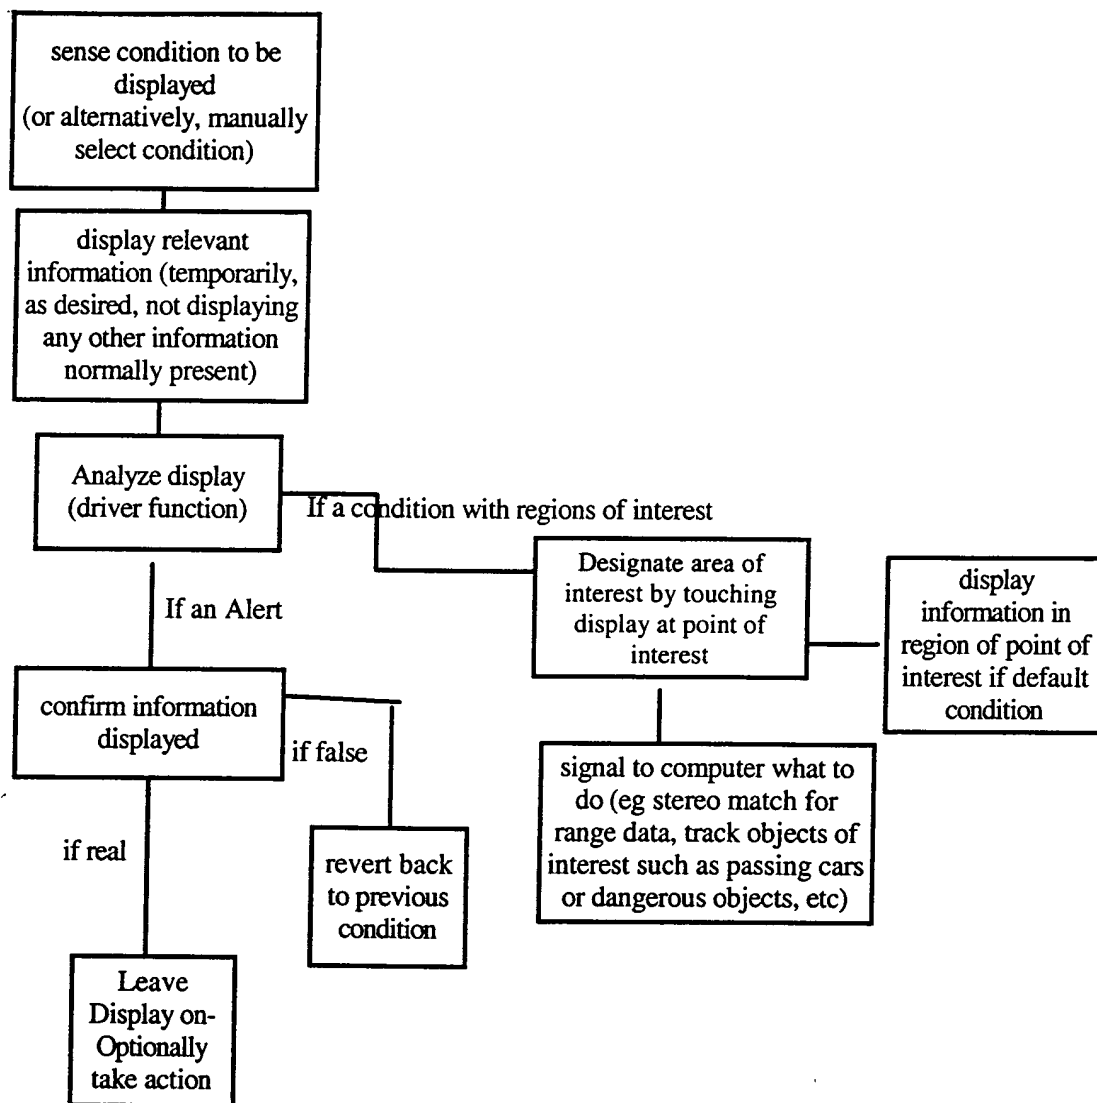 sense condition to be
displayed
(or alternatively, manually
select condition)
display relevant
information (temporarily,
as desired, not displaying
any other information
normally present)
Analyze display
(driver function)
If a condition with regions of interest
Designate area of
interest by touching
display at point of
interest
display
information in
region of point of
interest if default
condition
If an Alert
confirm information
displayed
if false
signal to computer what to
do (eg stereo match for
range data, track objects of
interest such as passing cars
or dangerous objects, etc)
if real
revert back
to previous
condition
Leave
Display on-
Optionally
take action